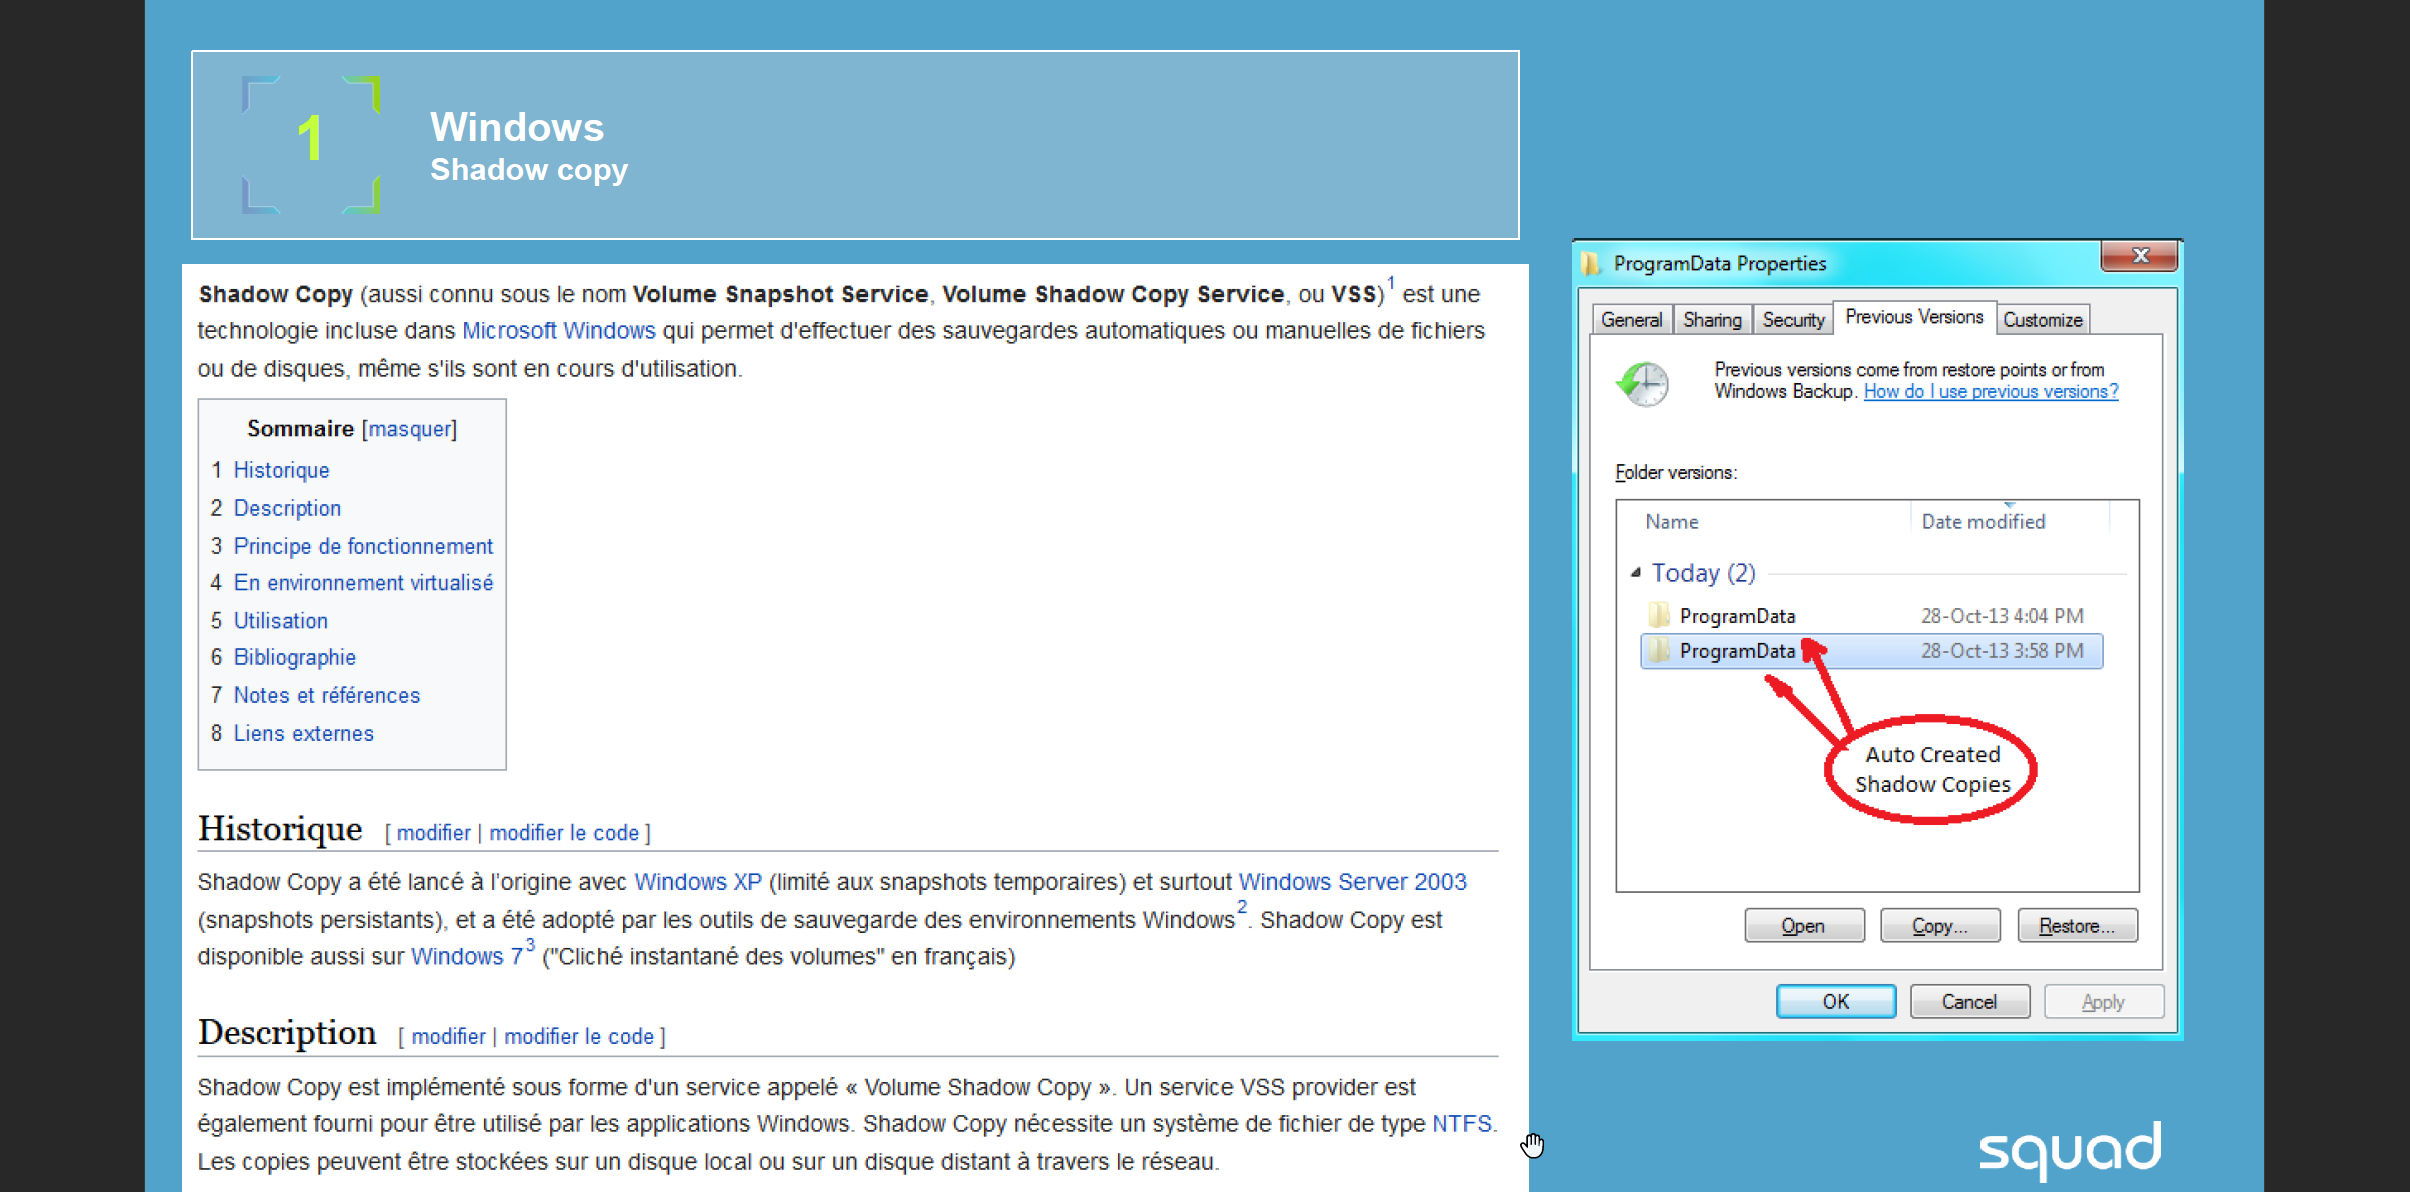 1
Windows
Shadow copy
Shadow Copy (aussi connu sous le nom Volume Snapshot Service, Volume Shadow Copy Service, ou VSS)1 est une
technologie incluse dans Microsoft Windows qui permet d'effectuer des sauvegardes automatiques ou manuelles de fichiers
ou de disques, même s'ils sont en cours d'utilisation.
Sommaire [masquer]
1 Historique
2 Description
3 Principe de fonctionnement
4 En environnement virtualisé
5 Utilisation
6 Bibliographie
7 Notes et références
8 Liens externes
Historique [ modifier | modifier le code ]
Shadow Copy a été lancé à l'origine avec Windows XP (limité aux snapshots temporaires) et surtout Windows Server 2003
(snapshots persistants), et a été adopté par les outils de sauvegarde des environnements Windows2. Shadow Copy est
disponible aussi sur Windows 73 ("Cliché instantané des volumes" en français)
Description [ modifier | modifier le code ]
Shadow Copy est implémenté sous forme d'un service appelé « Volume Shadow Copy ». Un service VSS provider est
également fourni pour être utilisé par les applications Windows. Shadow Copy nécessite un système de fichier de type NTFS.
Les copies peuvent être stockées sur un disque local ou sur un disque distant à travers le réseau.
ProgramData Properties
General Sharing Security Previous Versions Customize
Previous versions come from restore points or from
Windows Backup. How do I use previous versions?
Folder versions:
Name Date modified
Today (2)
ProgramData 28-Oct-13 4:04 PM
ProgramData 28-Oct-13 3:58 PM
Auto Created
Shadow Copies
Open Copy... Restore...
OK Cancel Apply
squad